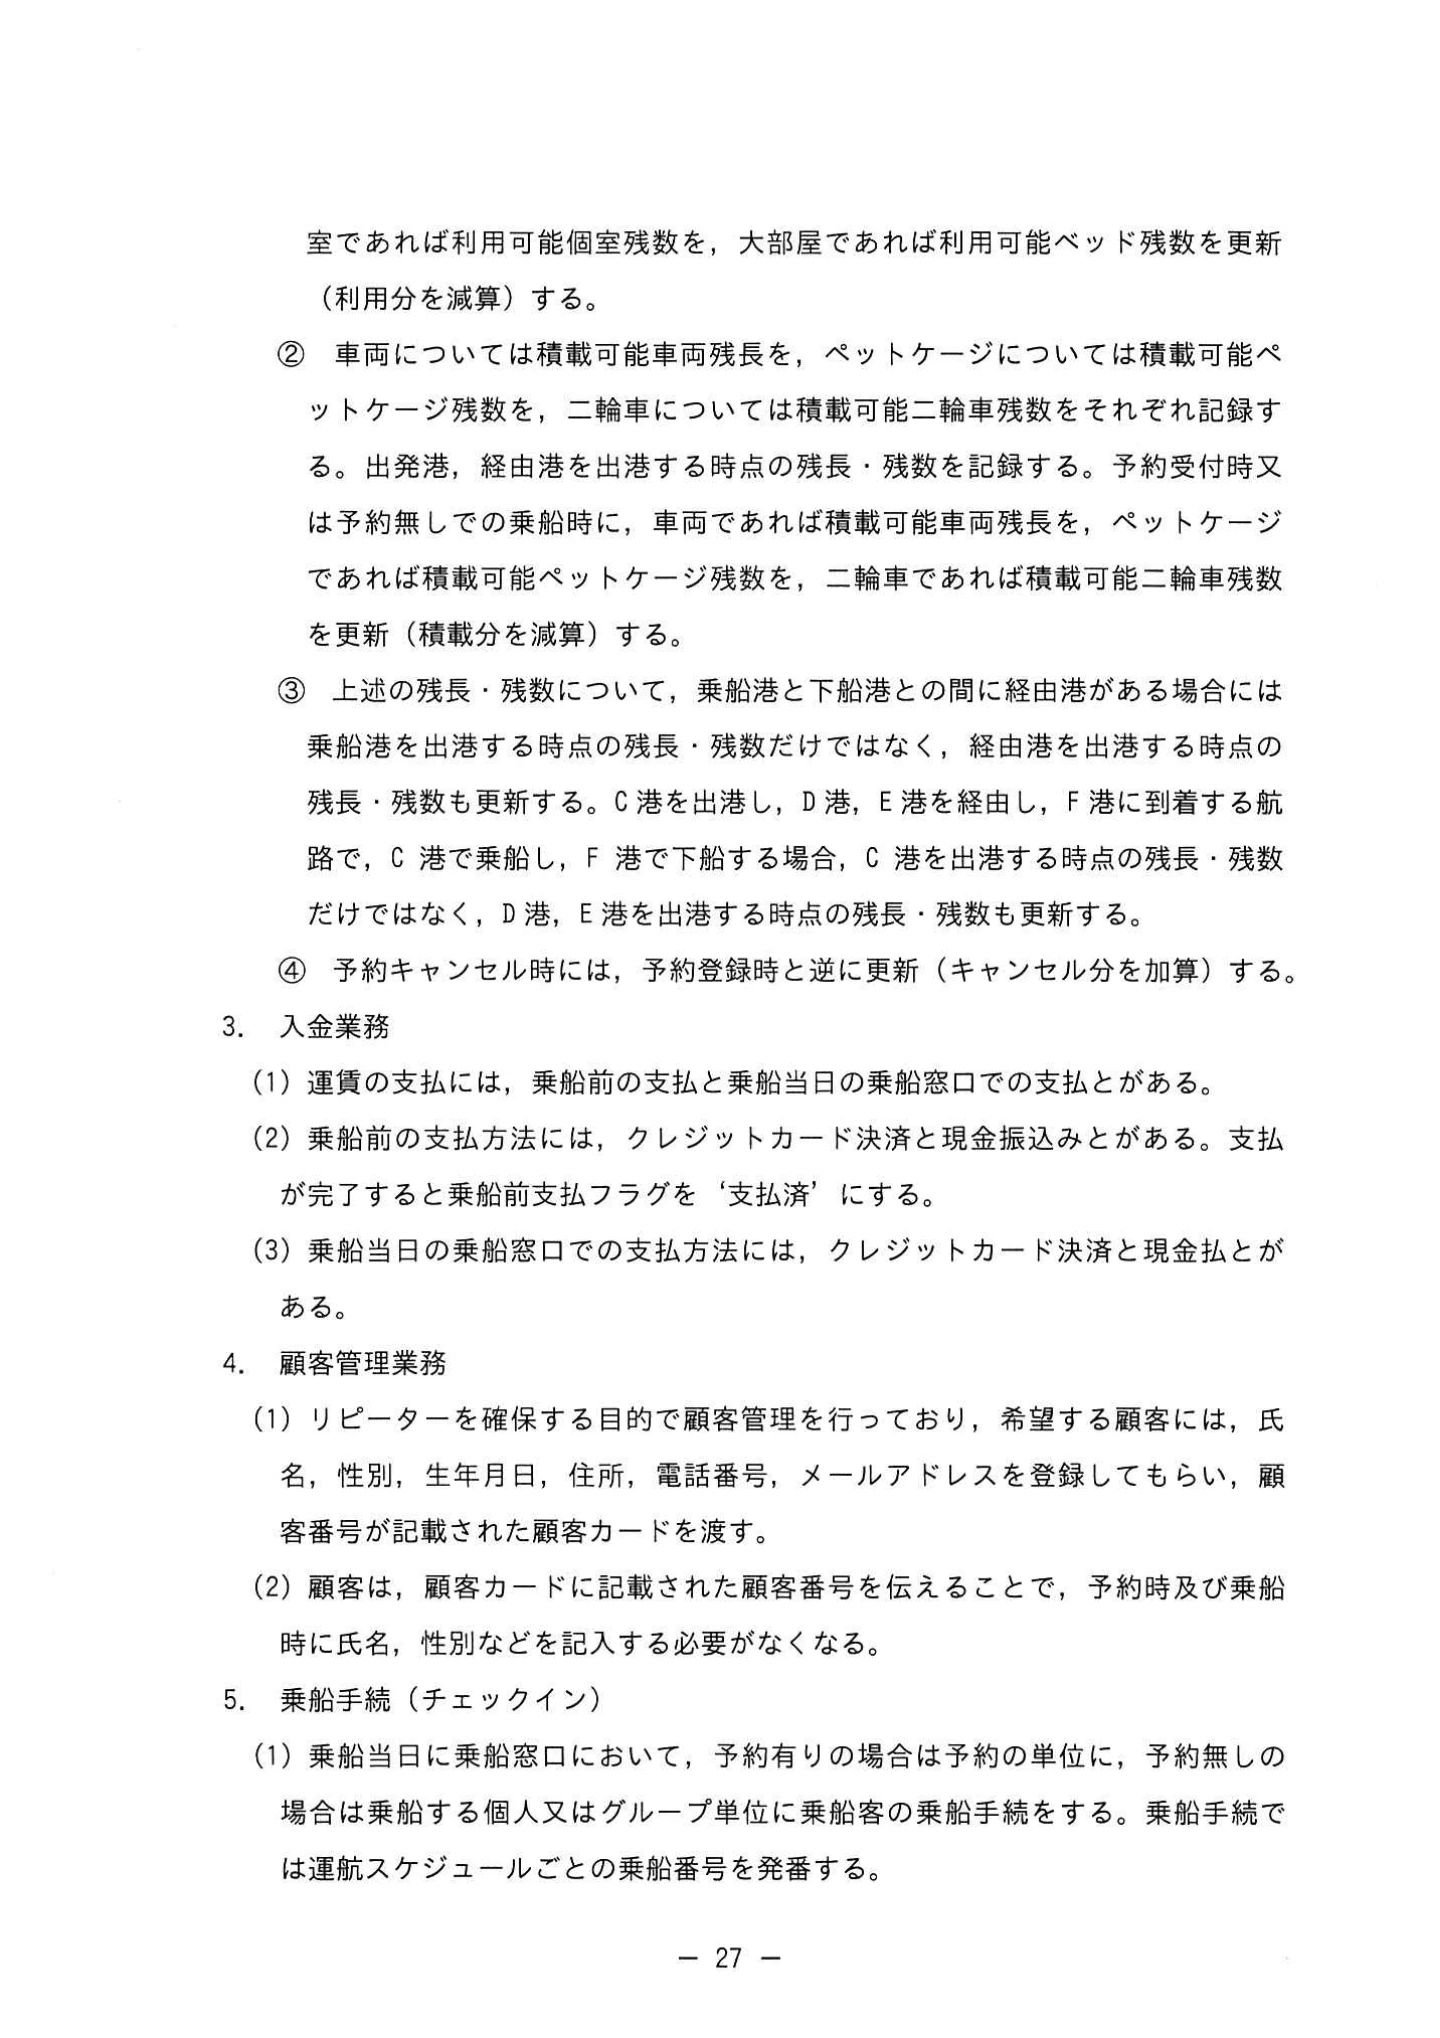 室であれば利用可能個室残数を，大部屋であれば利用可能ベッド残数を更新
（利用分を減算）する。
② 車両については積載可能車両残長を，ペットケージについては積載可能ペ
ットケージ残数を，二輪車については積載可能二輪車残数をそれぞれ記録す
る。出発港，経由港を出港する時点の残長・残数を記録する。予約受付時又
は予約無しでの乗船時に，車両であれば積載可能車両残長を，ペットケージ
であれば積載可能ペットケージ残数を，二輪車であれば積載可能二輪車残数
を更新（積載分を減算）する。
③ 上述の残長・残数について，乗船港と下船港との間に経由港がある場合には
乗船港を出港する時点の残長・残数だけではなく，経由港を出港する時点の
残長・残数も更新する。C 港を出港し，D 港，E 港を経由し，F 港に到着する航
路で，C 港で乗船し，F 港で下船する場合，C 港を出港する時点の残長・残数
だけではなく，D 港，E 港を出港する時点の残長・残数も更新する。
④ 予約キャンセル時には，予約登録時と逆に更新（キャンセル分を加算）する。
3． 入金業務
(1) 運賃の支払には，乗船前の支払と乗船当日の乗船窓口での支払とがある。
(2) 乗船前の支払方法には，クレジットカード決済と現金振込みとがある。支払
が完了すると乗船前支払フラグを‘支払済’にする。
(3) 乗船当日の乗船窓口での支払方法には，クレジットカード決済と現金払とが
ある。
4． 顧客管理業務
(1) リピーターを確保する目的で顧客管理を行っており，希望する顧客には，氏
名，性別，生年月日，住所，電話番号，メールアドレスを登録してもらい，顧
客番号が記載された顧客カードを渡す。
(2) 顧客は，顧客カードに記載された顧客番号を伝えることで，予約時及び乗船
時に氏名，性別などを記入する必要がなくなる。
5． 乗船手続（チェックイン）
(1) 乗船当日に乗船窓口において，予約有りの場合は予約の単位に，予約無しの
場合は乗船する個人又はグループ単位に乗船客の乗船手続をする。乗船手続で
は運航スケジュールごとの乗船番号を発番する。
－ 27 －